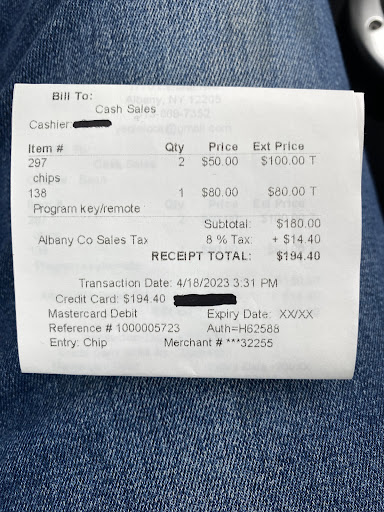 Bill To:
Cash Sales
Cashier
Item # Qty Price Ext Price
297 2 $50.00 $100.00 T
chips
138 1 $80.00 $80.00 T
Program key/remote
Subtotal: $180.00
Albany Co Sales Tax 8 % Tax: + $14.40
RECEIPT TOTAL: $194.40
Transaction Date: 4/18/2023 3:31 PM
Credit Card: $194.40
Mastercard Debit Expiry Date: XX/XX
Reference # 1000005723 Auth=H62588
Entry: Chip Merchant # ***32255